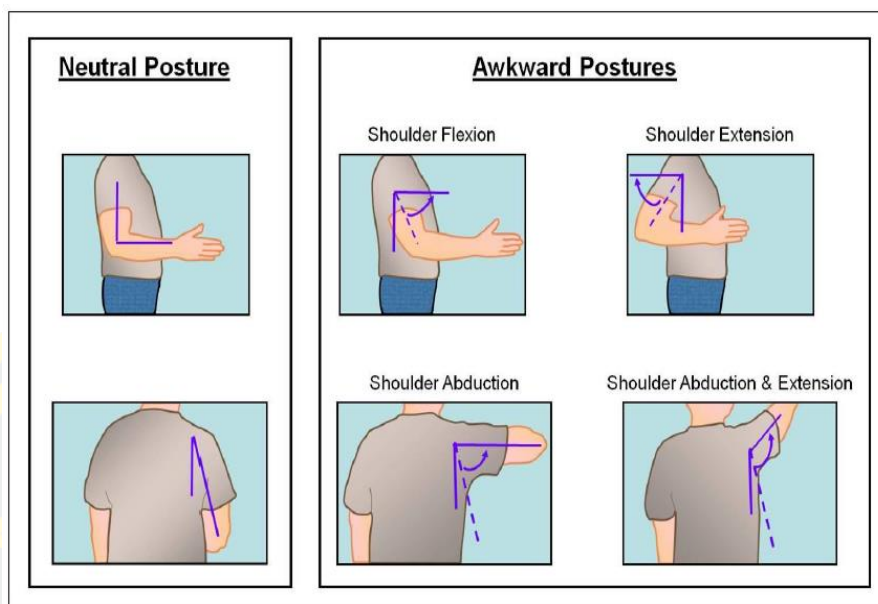 Neutral Posture
Awkward Postures
Shoulder Flexion
Shoulder Extension
Shoulder Abduction
Shoulder Abduction & Extension